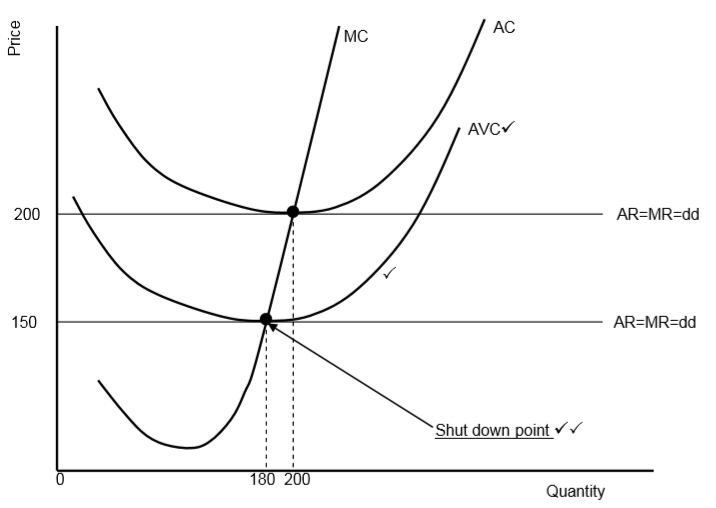 Price
MC
AC
AVC✓
200
AR=MR=dd
✓
150
AR=MR=dd
Shut down point ✓✓
0
180
200
Quantity